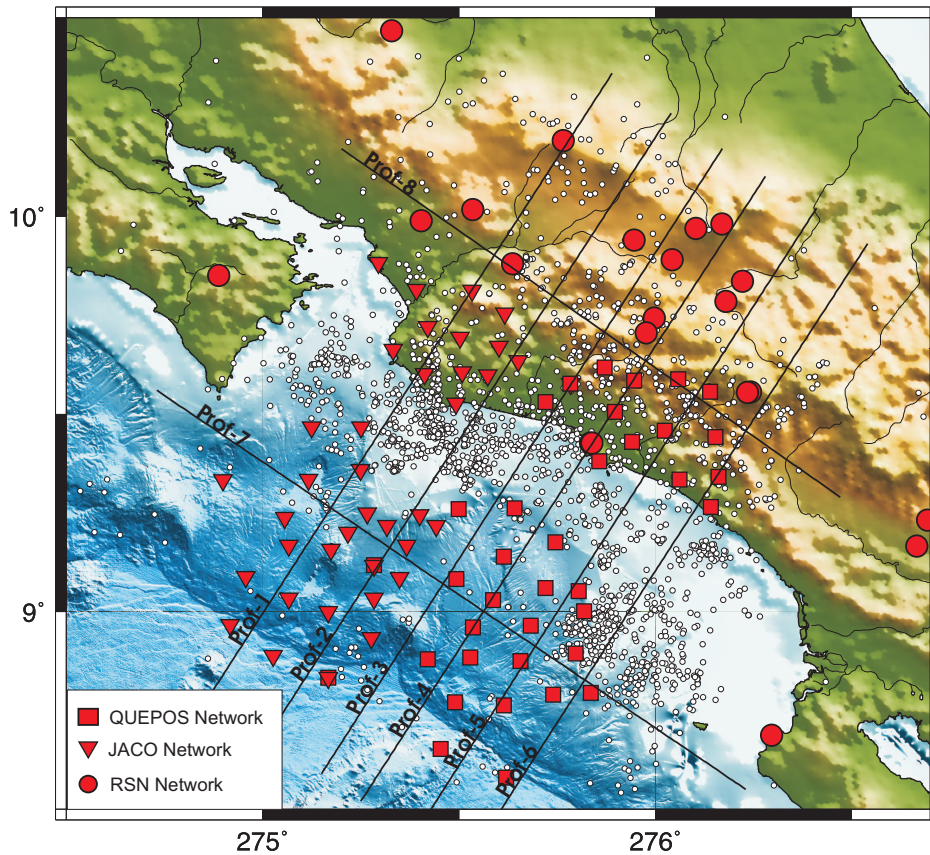 Prof-8
10°
Prof-7
9°
Prof-1
Prof-2
Prof-3
Prof-4
Prof-5
Prof-6
QUEPOS Network
JACO Network
RSN Network
275°
276°